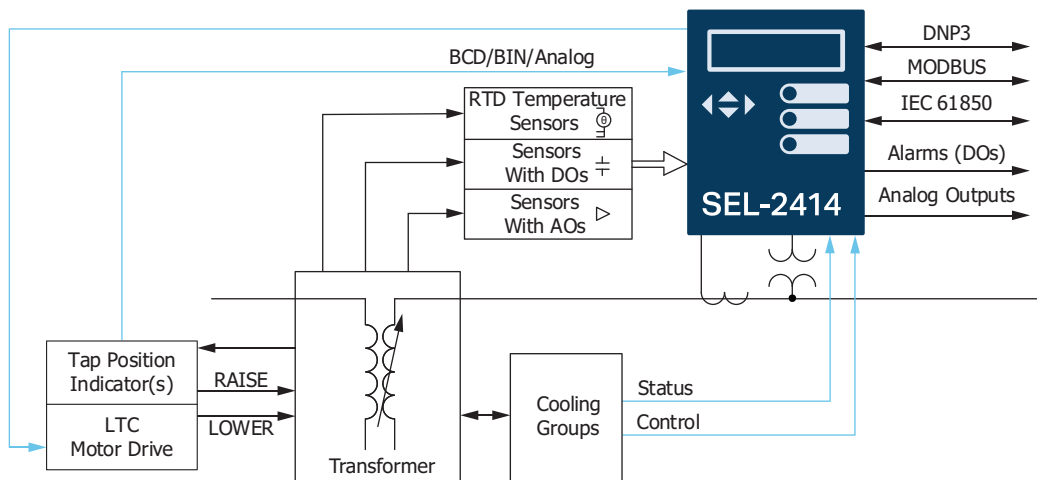 DNP3
BCD/BIN/Analog
MODBUS
RTD Temperature
Sensors
θ
IEC 61850
Sensors
With DOs
Alarms (DOs)
Sensors
With AOs
SEL-2414
Analog Outputs
Tap Position
Indicator(s)
RAISE
LTC
Motor Drive
LOWER
Transformer
Cooling
Groups
Status
Control